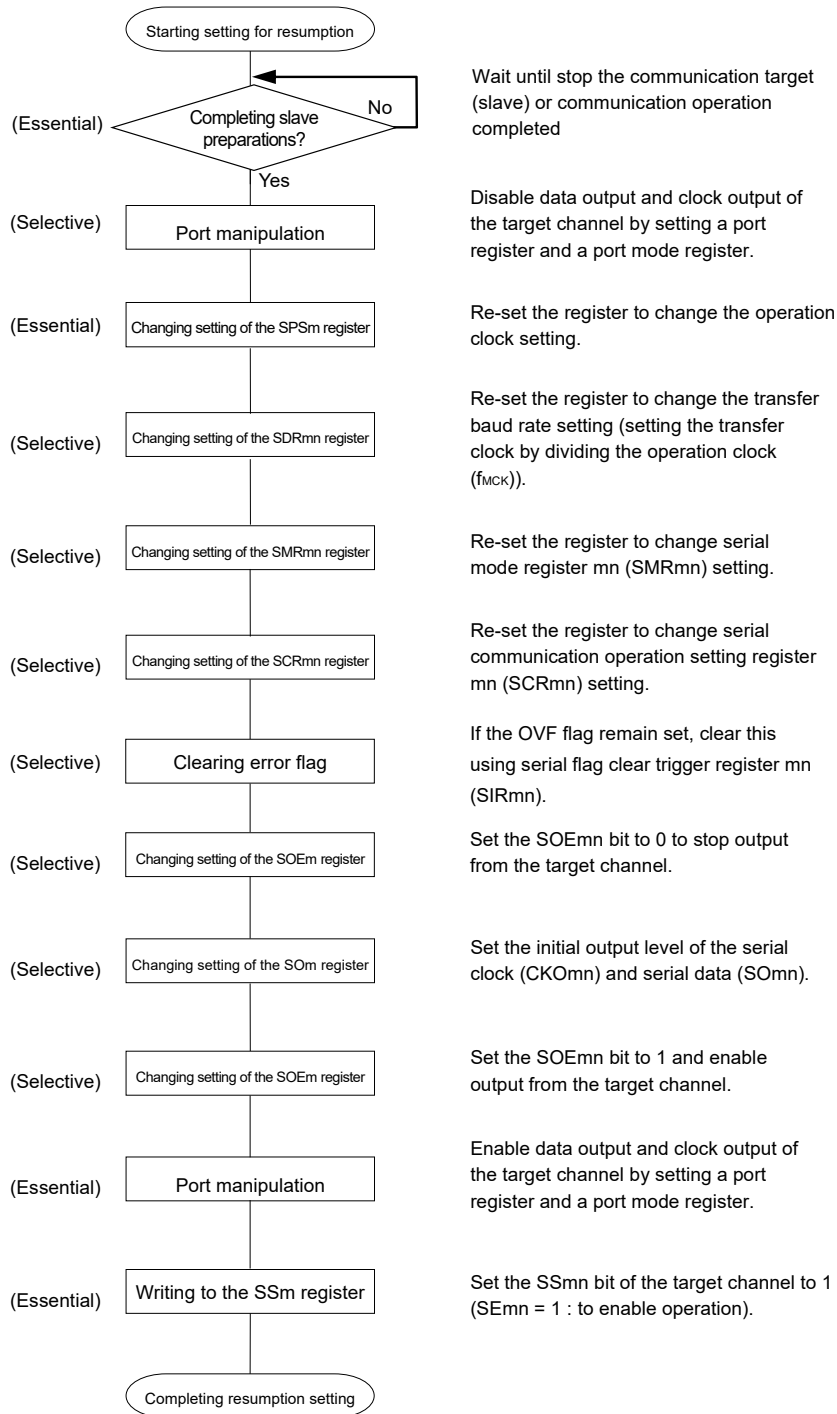 Starting setting for resumption
Wait until stop the communication target
(slave) or communication operation
completed
(Essential)
Completing slave
preparations?
No
Yes
(Selective)
Port manipulation
Disable data output and clock output of
the target channel by setting a port
register and a port mode register.
(Essential)
Changing setting of the SPSm register
Re-set the register to change the operation
clock setting.
(Selective)
Changing setting of the SDRmn register
Re-set the register to change the transfer
baud rate setting (setting the transfer
clock by dividing the operation clock
(fMCK)).
(Selective)
Changing setting of the SMRmn register
Re-set the register to change serial
mode register mn (SMRmn) setting.
(Selective)
Changing setting of the SCRmn register
Re-set the register to change serial
communication operation setting register
mn (SCRmn) setting.
(Selective)
Clearing error flag
If the OVF flag remain set, clear this
using serial flag clear trigger register mn
(SIRmn).
(Selective)
Changing setting of the SOEm register
Set the SOEmn bit to 0 to stop output
from the target channel.
(Selective)
Changing setting of the SOm register
Set the initial output level of the serial
clock (CKOmn) and serial data (SOmn).
(Selective)
Changing setting of the SOEm register
Set the SOEmn bit to 1 and enable
output from the target channel.
(Essential)
Port manipulation
Enable data output and clock output of
the target channel by setting a port
register and a port mode register.
(Essential)
Writing to the SSm register
Set the SSmn bit of the target channel to 1
(SEmn = 1 : to enable operation).
Completing resumption setting